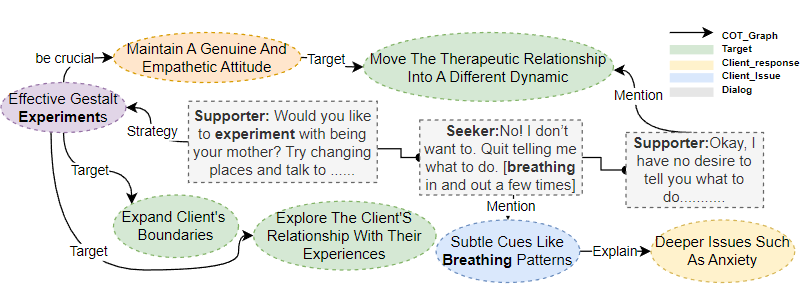 be crucial
Maintain A Genuine And
Empathetic Attitude
Target
Move The Therapeutic Relationship
Into A Different Dynamic
COT_Graph
Target
Client_response
Client_Issue
Dialog
Effective Gestalt
Experiments
Strategy
Supporter: Would you like
to experiment with being
your mother? Try changing
places and talk to ......
Seeker:No! I don't
want to. Quit telling me
what to do. [breathing
in and out a few times]
Mention
Supporter:Okay, I
have no desire to
tell you what to
do...........
Target
Expand Client's
Boundaries
Target
Explore The Client'S
Relationship With Their
Experiences
Mention
Subtle Cues Like
Breathing Patterns
Explain
Deeper Issues Such
As Anxiety